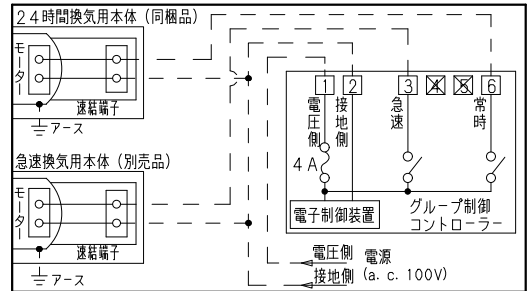 24時間換気用本体(同梱品)
モーター
速結端子
アース
急速換気用本体(別売品)
モーター
速結端子
アース
1 2 3 4 5 6
電圧側
接地側
急速
常時
4A
電子制御装置
グループ制御
コントローラー
電圧側 電源
接地側 (a. c. 100V)